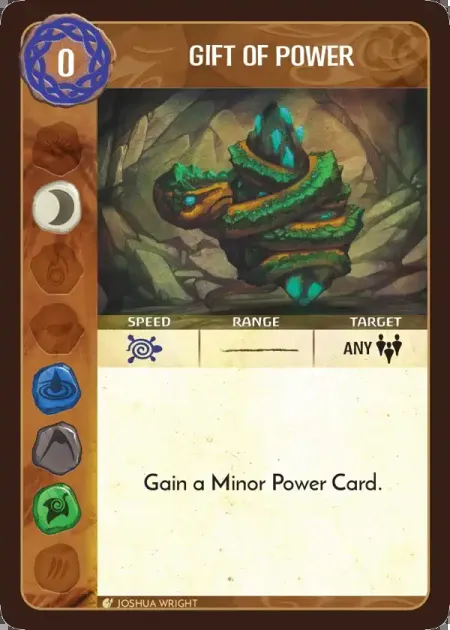 0
GIFT OF POWER
SPEED RANGE TARGET
ANY
Gain a Minor Power Card.
JOSHUA WRIGHT